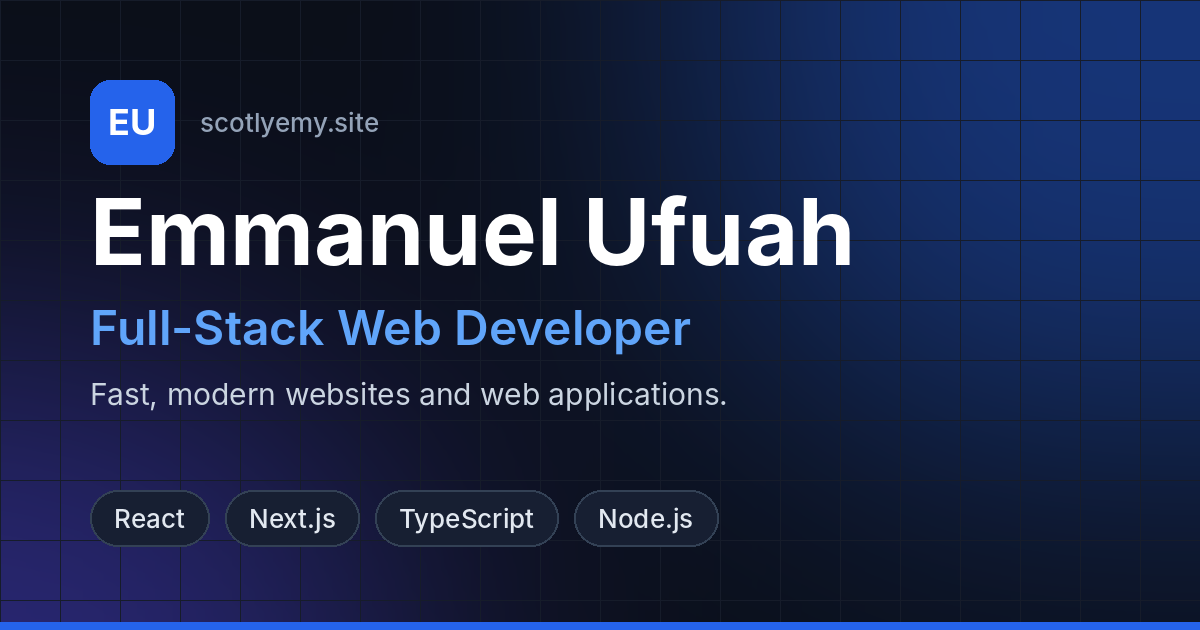 EU
scotlyemy.site
Emmanuel Ufuah
Full-Stack Web Developer
Fast, modern websites and web applications.
React Next.js TypeScript Node.js